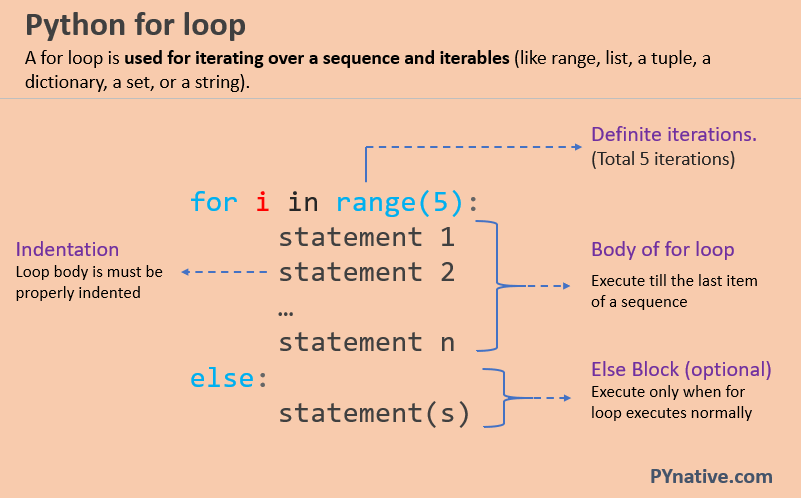 Python for loop
A for loop is used for iterating over a sequence and iterables (like range, list, a tuple, a
dictionary, a set, or a string).
Definite iterations.
(Total 5 iterations)
for i in range(5):
statement 1
Indentation
Loop body is must be
properly indented
statement 2
…
statement n
Body of for loop
Execute till the last item
of a sequence
else:
statement(s)
Else Block (optional)
Execute only when for
loop executes normally
PYnative.com